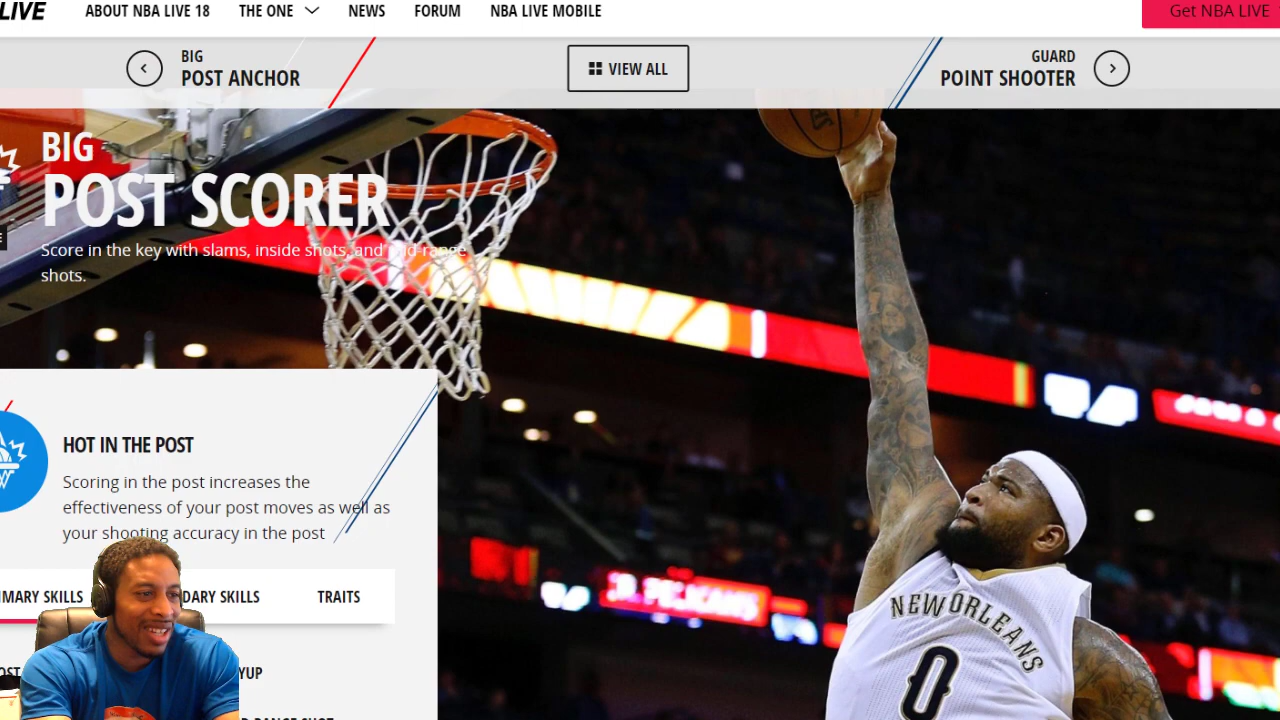 LIVE
ABOUT NBA LIVE 18 THE ONE NEWS FORUM NBA LIVE MOBILE
Get NBA LIVE
BIG
POST ANCHOR
VIEW ALL
GUARD
POINT SHOOTER
BIG
POST SCORER
Score in the key with slams, inside shots, and mid-range
shots.
HOT IN THE POST
Scoring in the post increases the
effectiveness of your post moves as well as
your shooting accuracy in the post
SKILLS SKILLS TRAITS
NEW ORLEANS
0